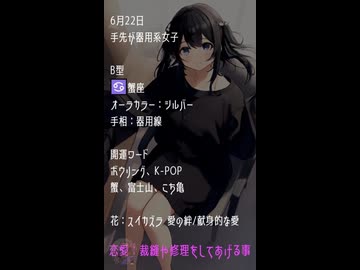 6月22日
手先が器用系女子
B型
♋蟹座
オーラカラー：シルバー
手相：器用線
開運ワード
ボウリング、K-POP
蟹、富士山、こち亀
花：スイカズラ 愛の絆/献身的な愛
恋愛：裁縫や修理をしてあげる事